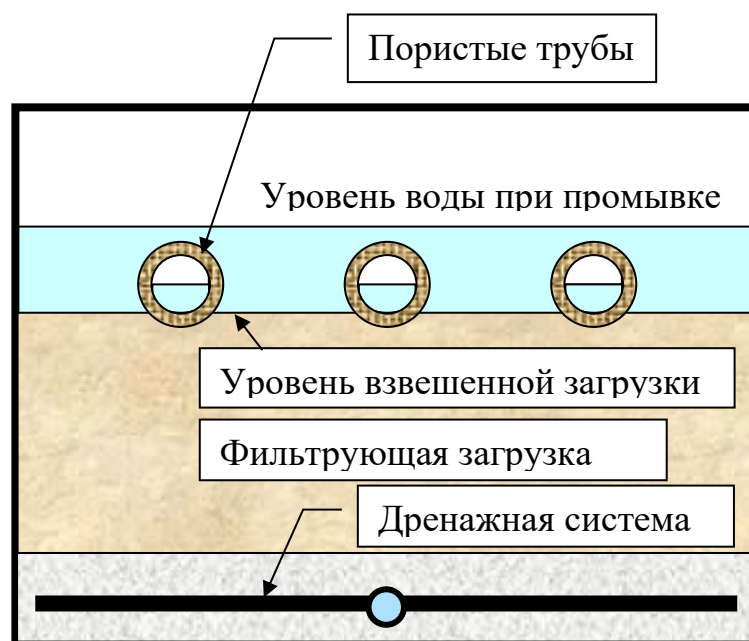 Пористые трубы
Уровень воды при промывке
Уровень взвешенной загрузки
Фильтрующая загрузка
Дренажная система